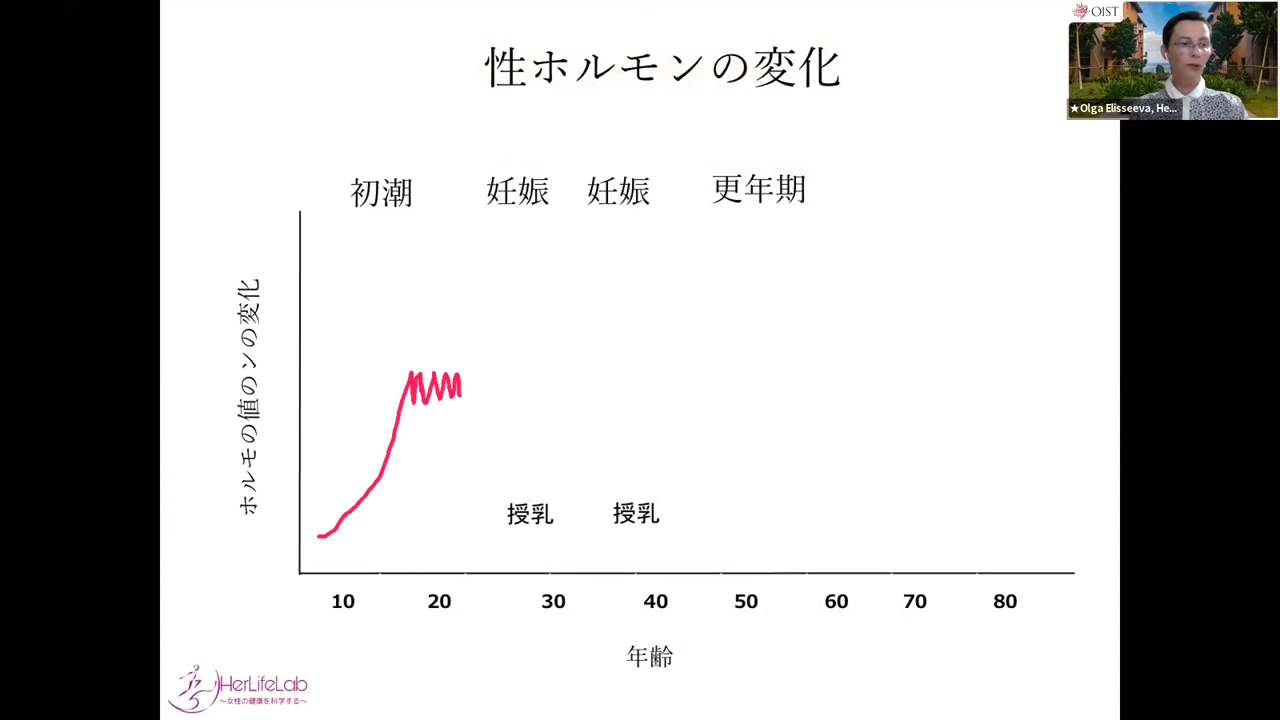 性ホルモンの変化
OIST
★Olga Elisseeva, He...
初潮 妊娠 妊娠 更年期
ホルモの値のンの変化
授乳 授乳
10 20 30 40 50 60 70 80
年齢
HerLifeLab
〜女性の健康を科学する〜